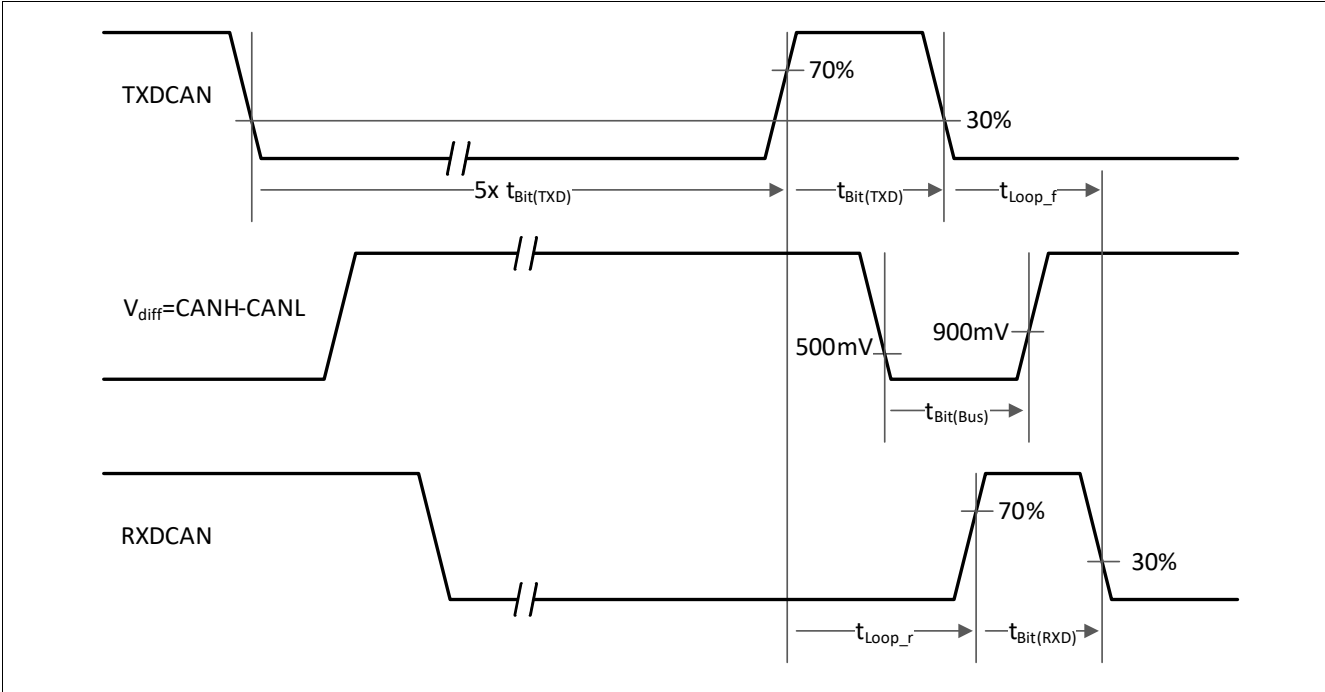 TXDCAN
70%
30%
5x tBit(TXD)
tBit(TXD)
tLoop_f
Vdiff=CANH-CANL
500mV
900mV
tBit(Bus)
RXDCAN
70%
30%
tLoop_r
tBit(RXD)